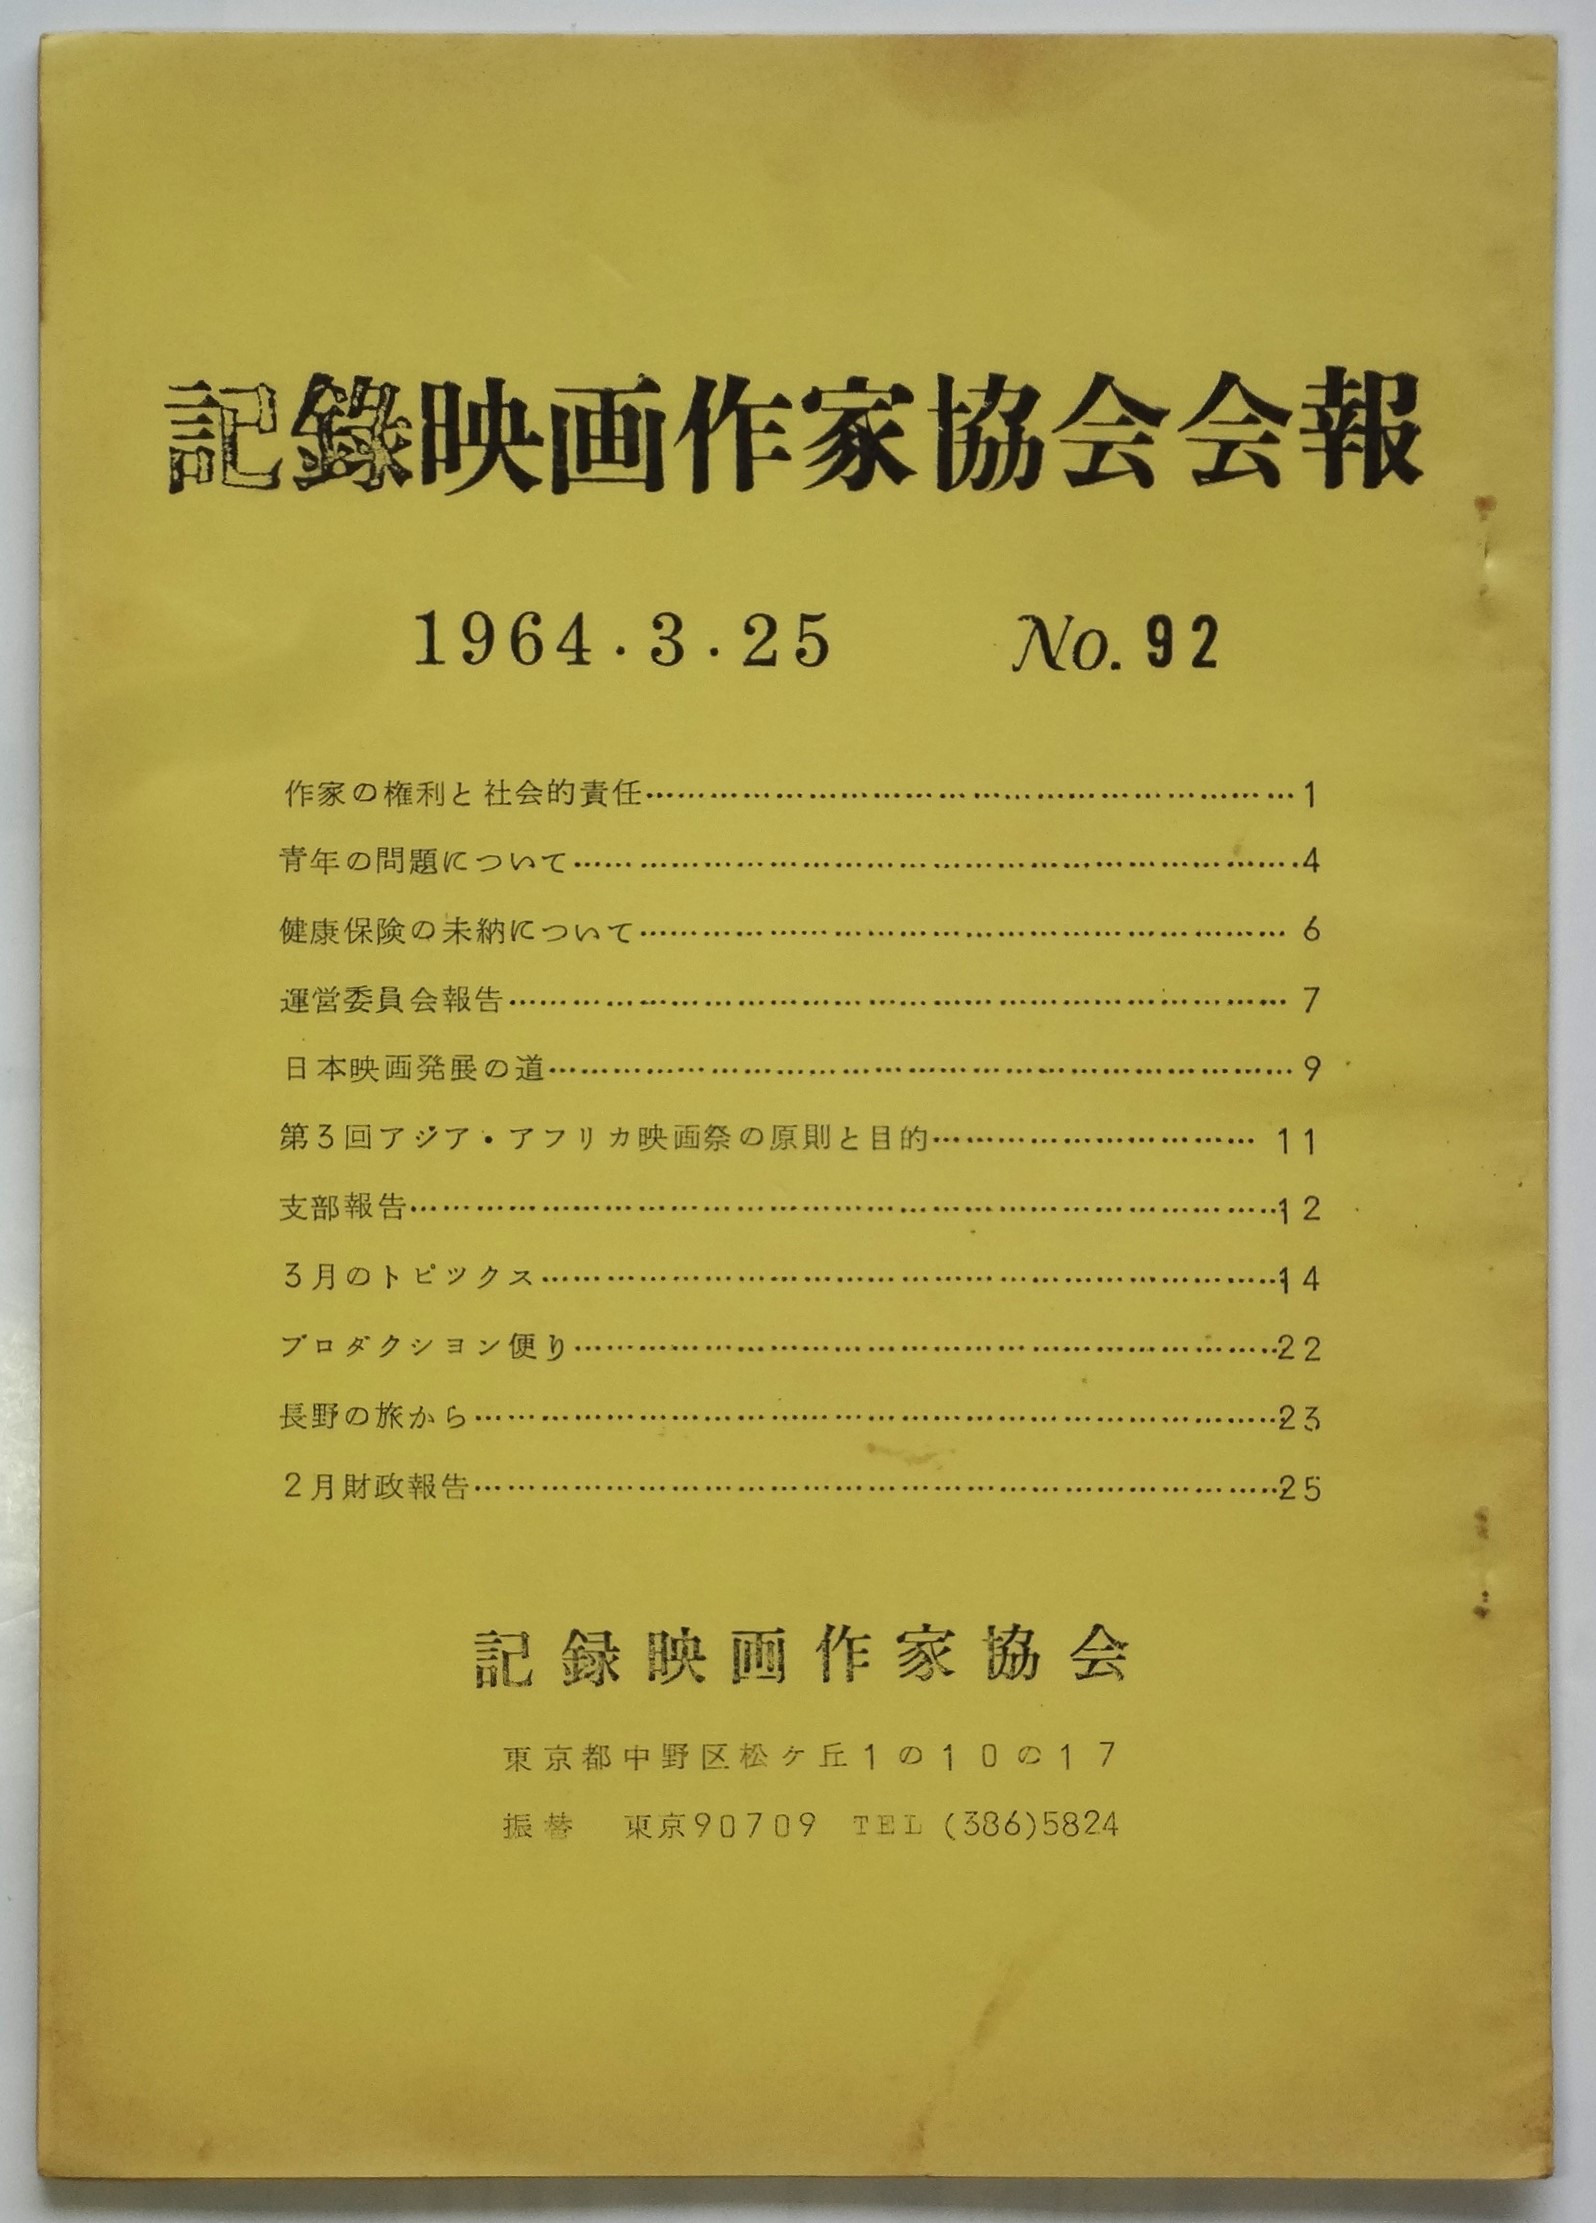 記錄映画作家協会会報
1964.3.25 No.92
作家の権利と社会的責任………………………………………………………1
青年の問題について………………………………………………………4
健康保険の未納について………………………………………………………6
運営委員会報告………………………………………………………7
日本映画発展の道………………………………………………………9
第3回アジア・アフリカ映画祭の原則と目的…………………………11
支部報告………………………………………………………12
3月のトピックス………………………………………………………14
プロダクション便り………………………………………………………22
長野の旅から………………………………………………………23
2月財政報告………………………………………………………25
記録映画作家協会
東京都中野区松ケ丘1の10の17
振替 東京90709 TEL (386)5824